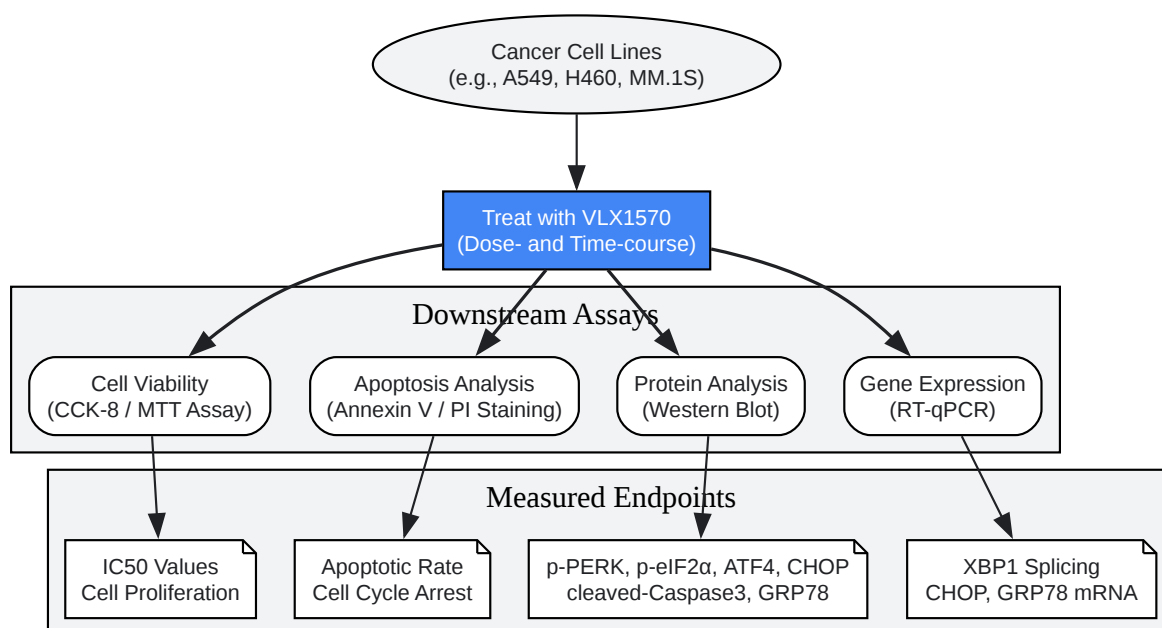 Cancer Cell Lines
(e.g., A549, H460, MM.1S)
Treat with VLX1570
(Dose- and Time-course)
Downstream Assays
Cell Viability
(CCK-8 / MTT Assay)
Apoptosis Analysis
(Annexin V / PI Staining)
Protein Analysis
(Western Blot)
Gene Expression
(RT-qPCR)
Measured Endpoints
IC50 Values
Cell Proliferation
Apoptotic Rate
Cell Cycle Arrest
p-PERK, p-eIF2α, ATF4, CHOP
cleaved-Caspase3, GRP78
XBP1 Splicing
CHOP, GRP78 mRNA